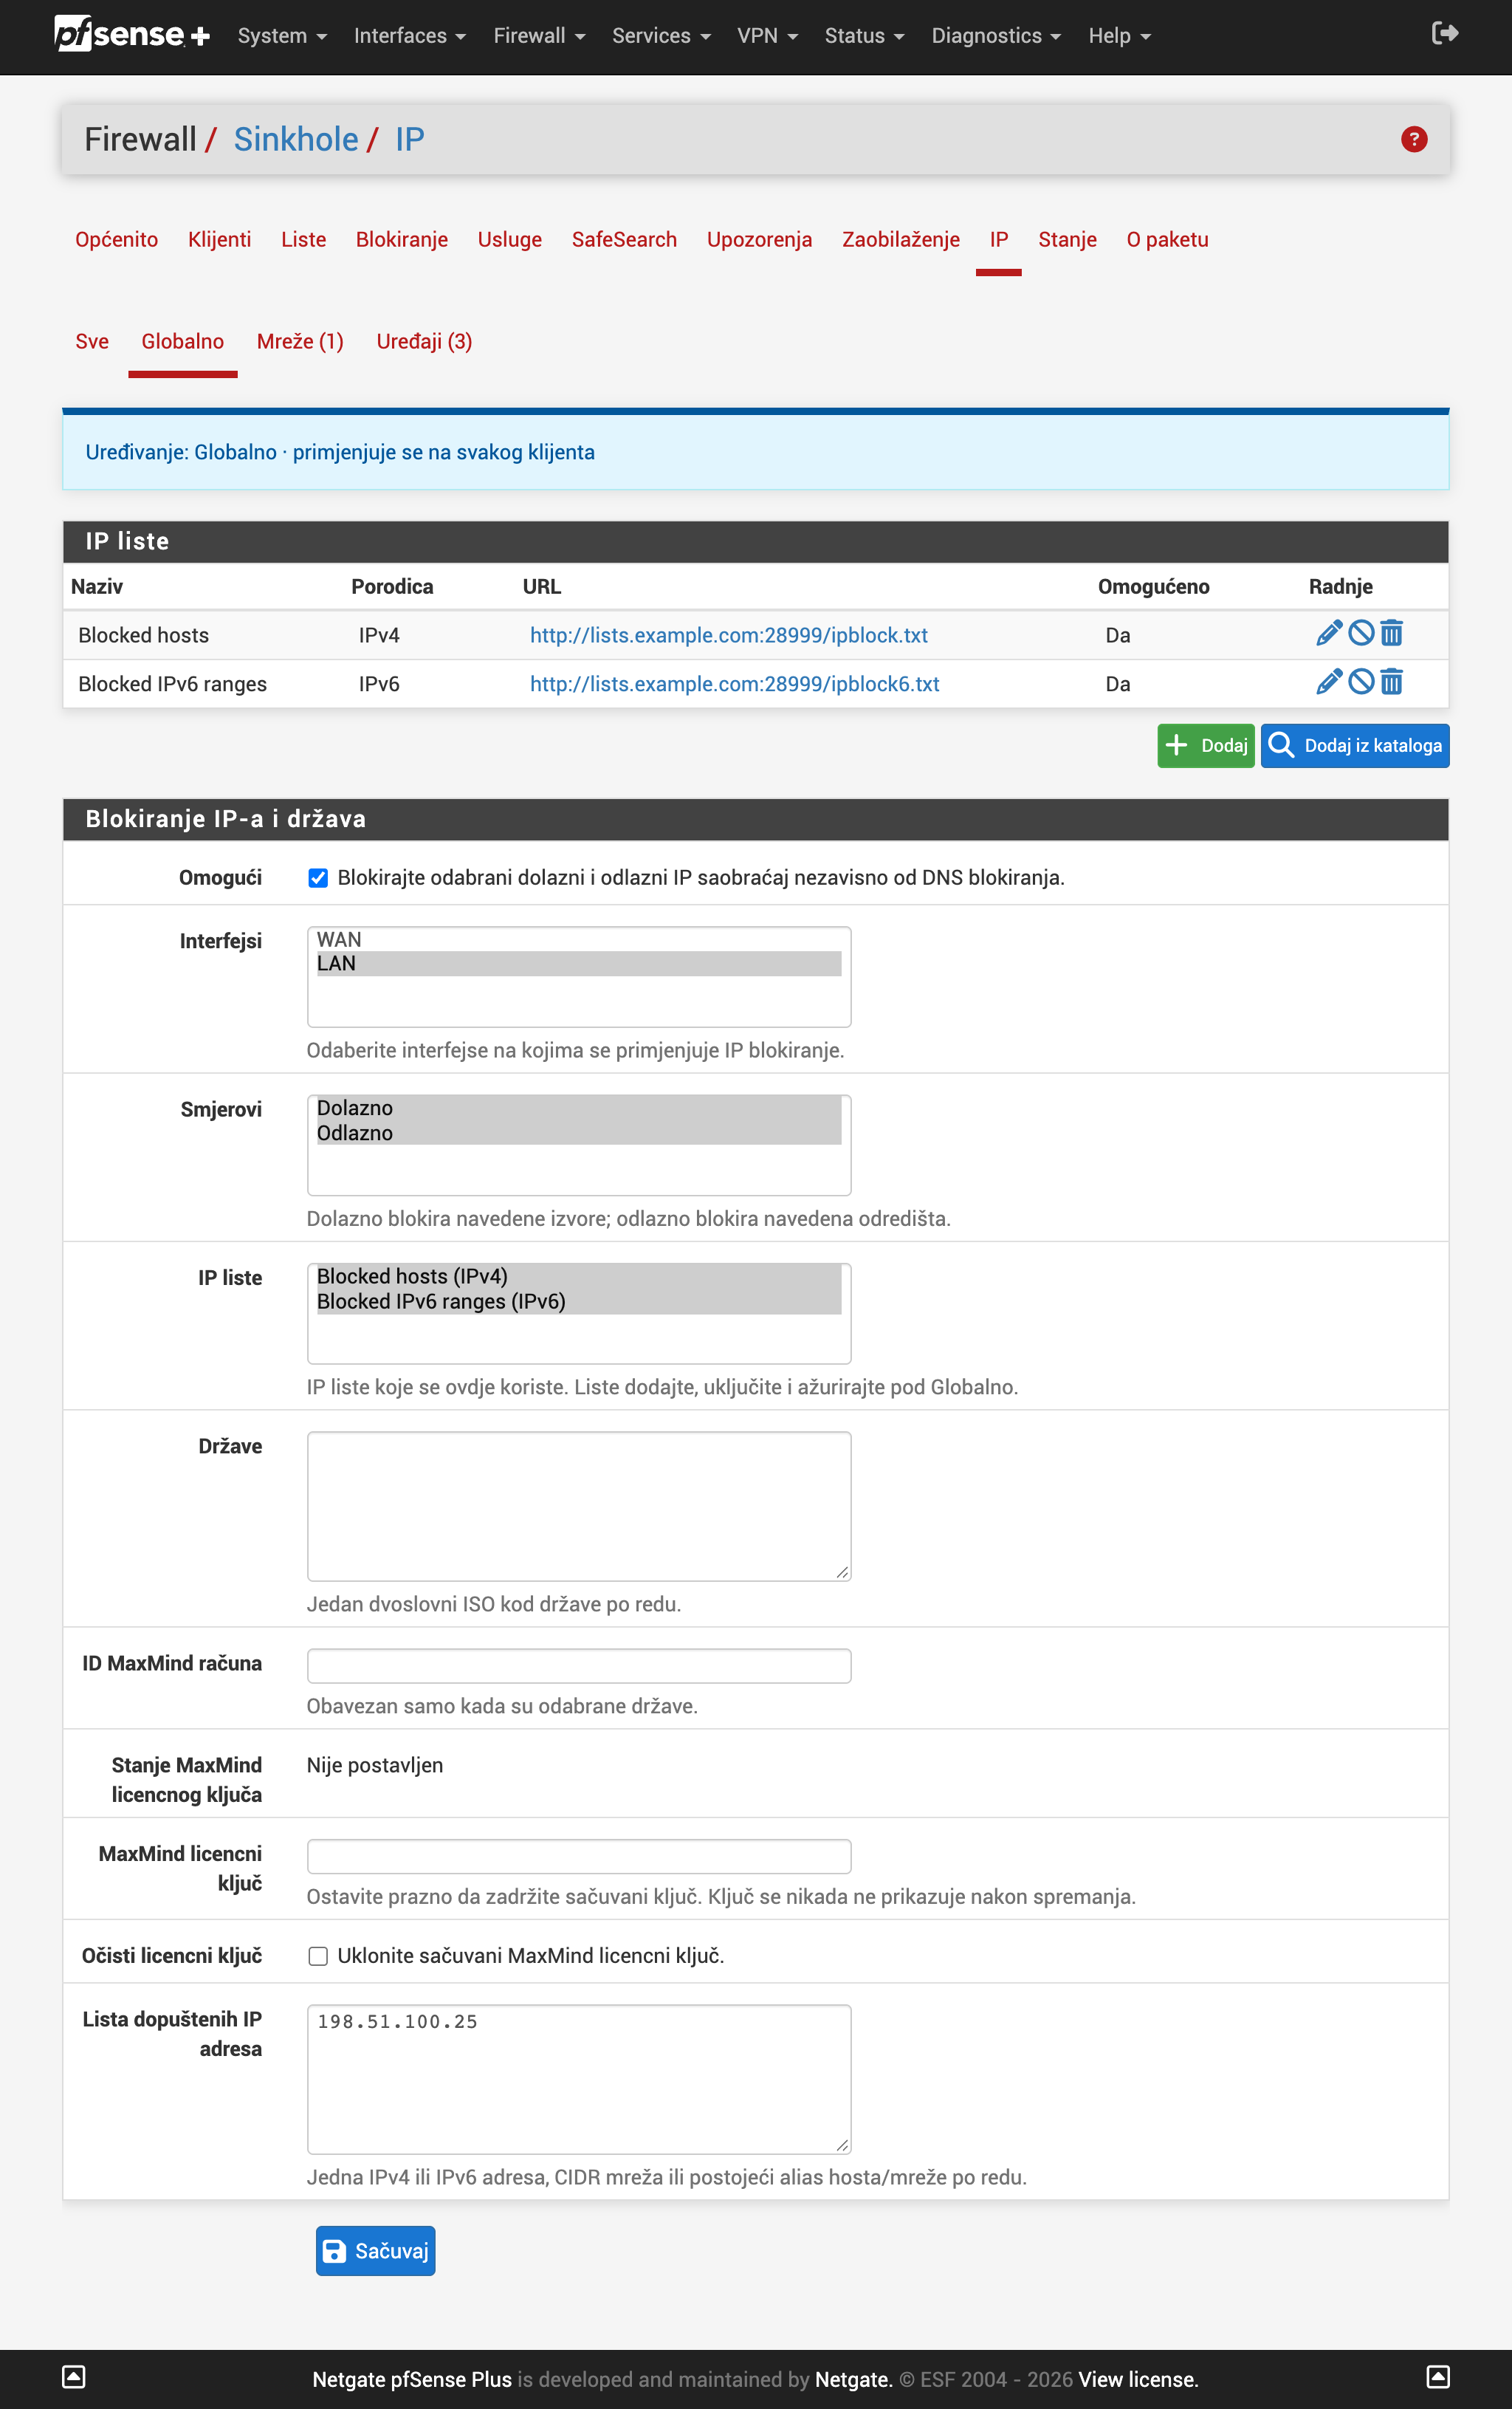 pfsense+ System Interfaces Firewall Services VPN Status Diagnostics Help
Firewall / Sinkhole / IP
Općenito Klijenti Liste Blokiranje Usluge SafeSearch Upozorenja Zaobilaženje IP Stanje O paketu
Sve Globalno Mreže (1) Uređaji (3)
Uređivanje: Globalno · primjenjuje se na svakog klijenta
IP liste
Naziv Porodica URL Omogućeno Radnje
Blocked hosts IPv4 http://lists.example.com:28999/ipblock.txt Da
Blocked IPv6 ranges IPv6 http://lists.example.com:28999/ipblock6.txt Da
Dodaj Dodaj iz kataloga
Blokiranje IP-a i država
Omogući Blokirajte odabrani dolazni i odlazni IP saobraćaj nezavisno od DNS blokiranja.
Interfejsi WAN
LAN
Odaberite interfejse na kojima se primjenjuje IP blokiranje.
Smjerovi Dolazno
Odlazno
Dolazno blokira navedene izvore; odlazno blokira navedena odredišta.
IP liste Blocked hosts (IPv4)
Blocked IPv6 ranges (IPv6)
IP liste koje se ovdje koriste. Liste dodajte, uključite i ažurirajte pod Globalno.
Države
Jedan dvoslovni ISO kod države po redu.
ID MaxMind računa
Obavezan samo kada su odabrane države.
Stanje MaxMind Nije postavljen
licencnog ključa
MaxMind licencni
ključ
Ostavite prazno da zadržite sačuvani ključ. Ključ se nikada ne prikazuje nakon spremanja.
Očisti licencni ključ Uklonite sačuvani MaxMind licencni ključ.
Lista dopuštenih IP 198.51.100.25
adresa
Jedna IPv4 ili IPv6 adresa, CIDR mreža ili postojeći alias hosta/mreže po redu.
Sačuvaj
Netgate pfSense Plus is developed and maintained by Netgate. © ESF 2004 - 2026 View license.